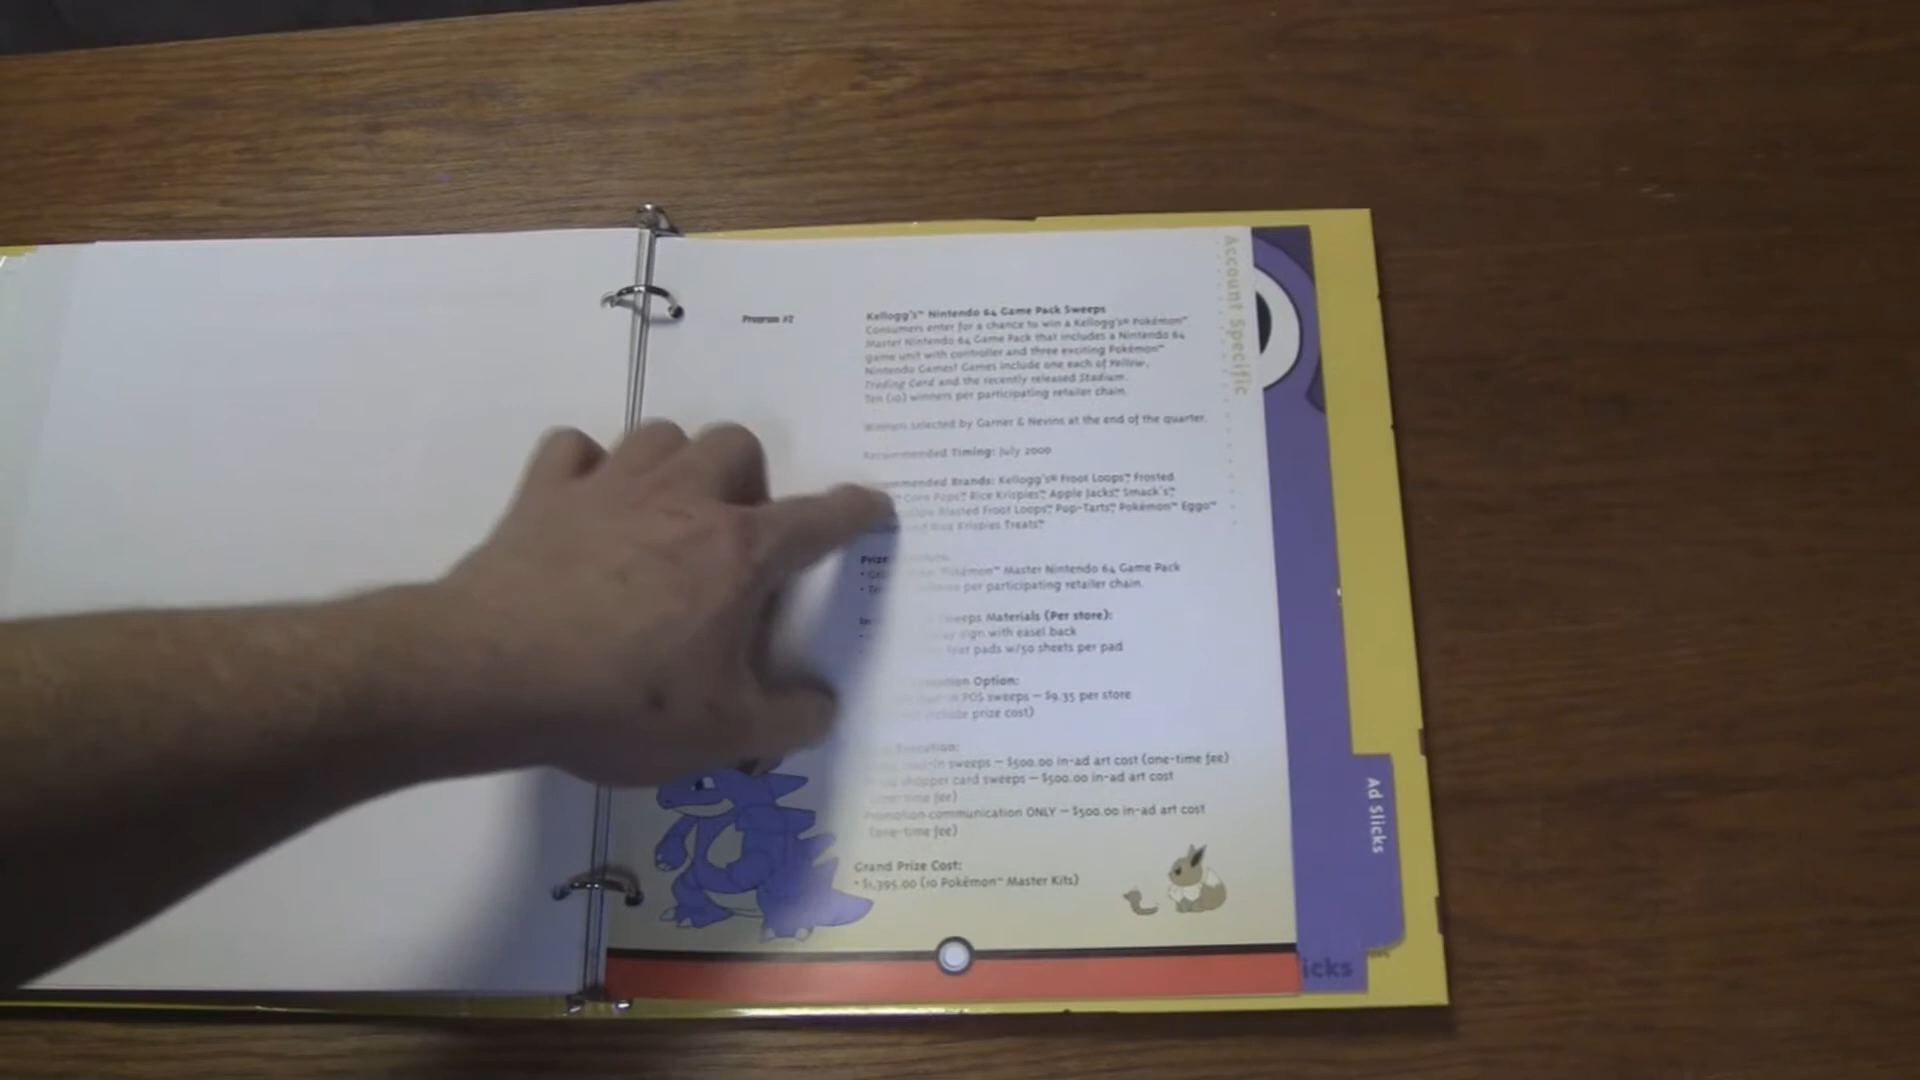 Account Specific
Program #2
Kellogg's™ Nintendo 64 Game Pack Sweeps
Consumers enter for a chance to win a Kellogg's® Pokémon™
Master Nintendo 64 Game Pack that includes a Nintendo 64
game unit with controller and three exciting Pokémon™
Nintendo Games! Games include one each of Yellow,
Trading Card and the recently released Stadium.
Ten (10) winners per participating retailer chain.
Winners selected by Garner & Nevins at the end of the quarter.
Recommended Timing: July 2000
Brands: Kellogg's® Froot Loops™, Frosted
Corn Pops™, Rice Krispies™, Apple Jacks™, Smack's™,
Blasted Froot Loops™, Pop-Tarts™, Pokémon™ Eggo™
and Rice Krispies Treats™
Prize
Pokémon™ Master Nintendo 64 Game Pack
per participating retailer chain.
Sweeps Materials (Per store):
sign with easel back
tear pads w/50 sheets per pad
Option:
POS sweeps – $9.35 per store
include prize cost)
Execution:
sweeps – $500.00 in-ad art cost (one-time fee)
shopper card sweeps – $500.00 in-ad art cost
(one-time fee)
Promotion communication ONLY – $500.00 in-ad art cost
(one-time fee)
Grand Prize Cost:
• $1,395.00 (10 Pokémon™ Master Kits)
Ad Slicks
icks